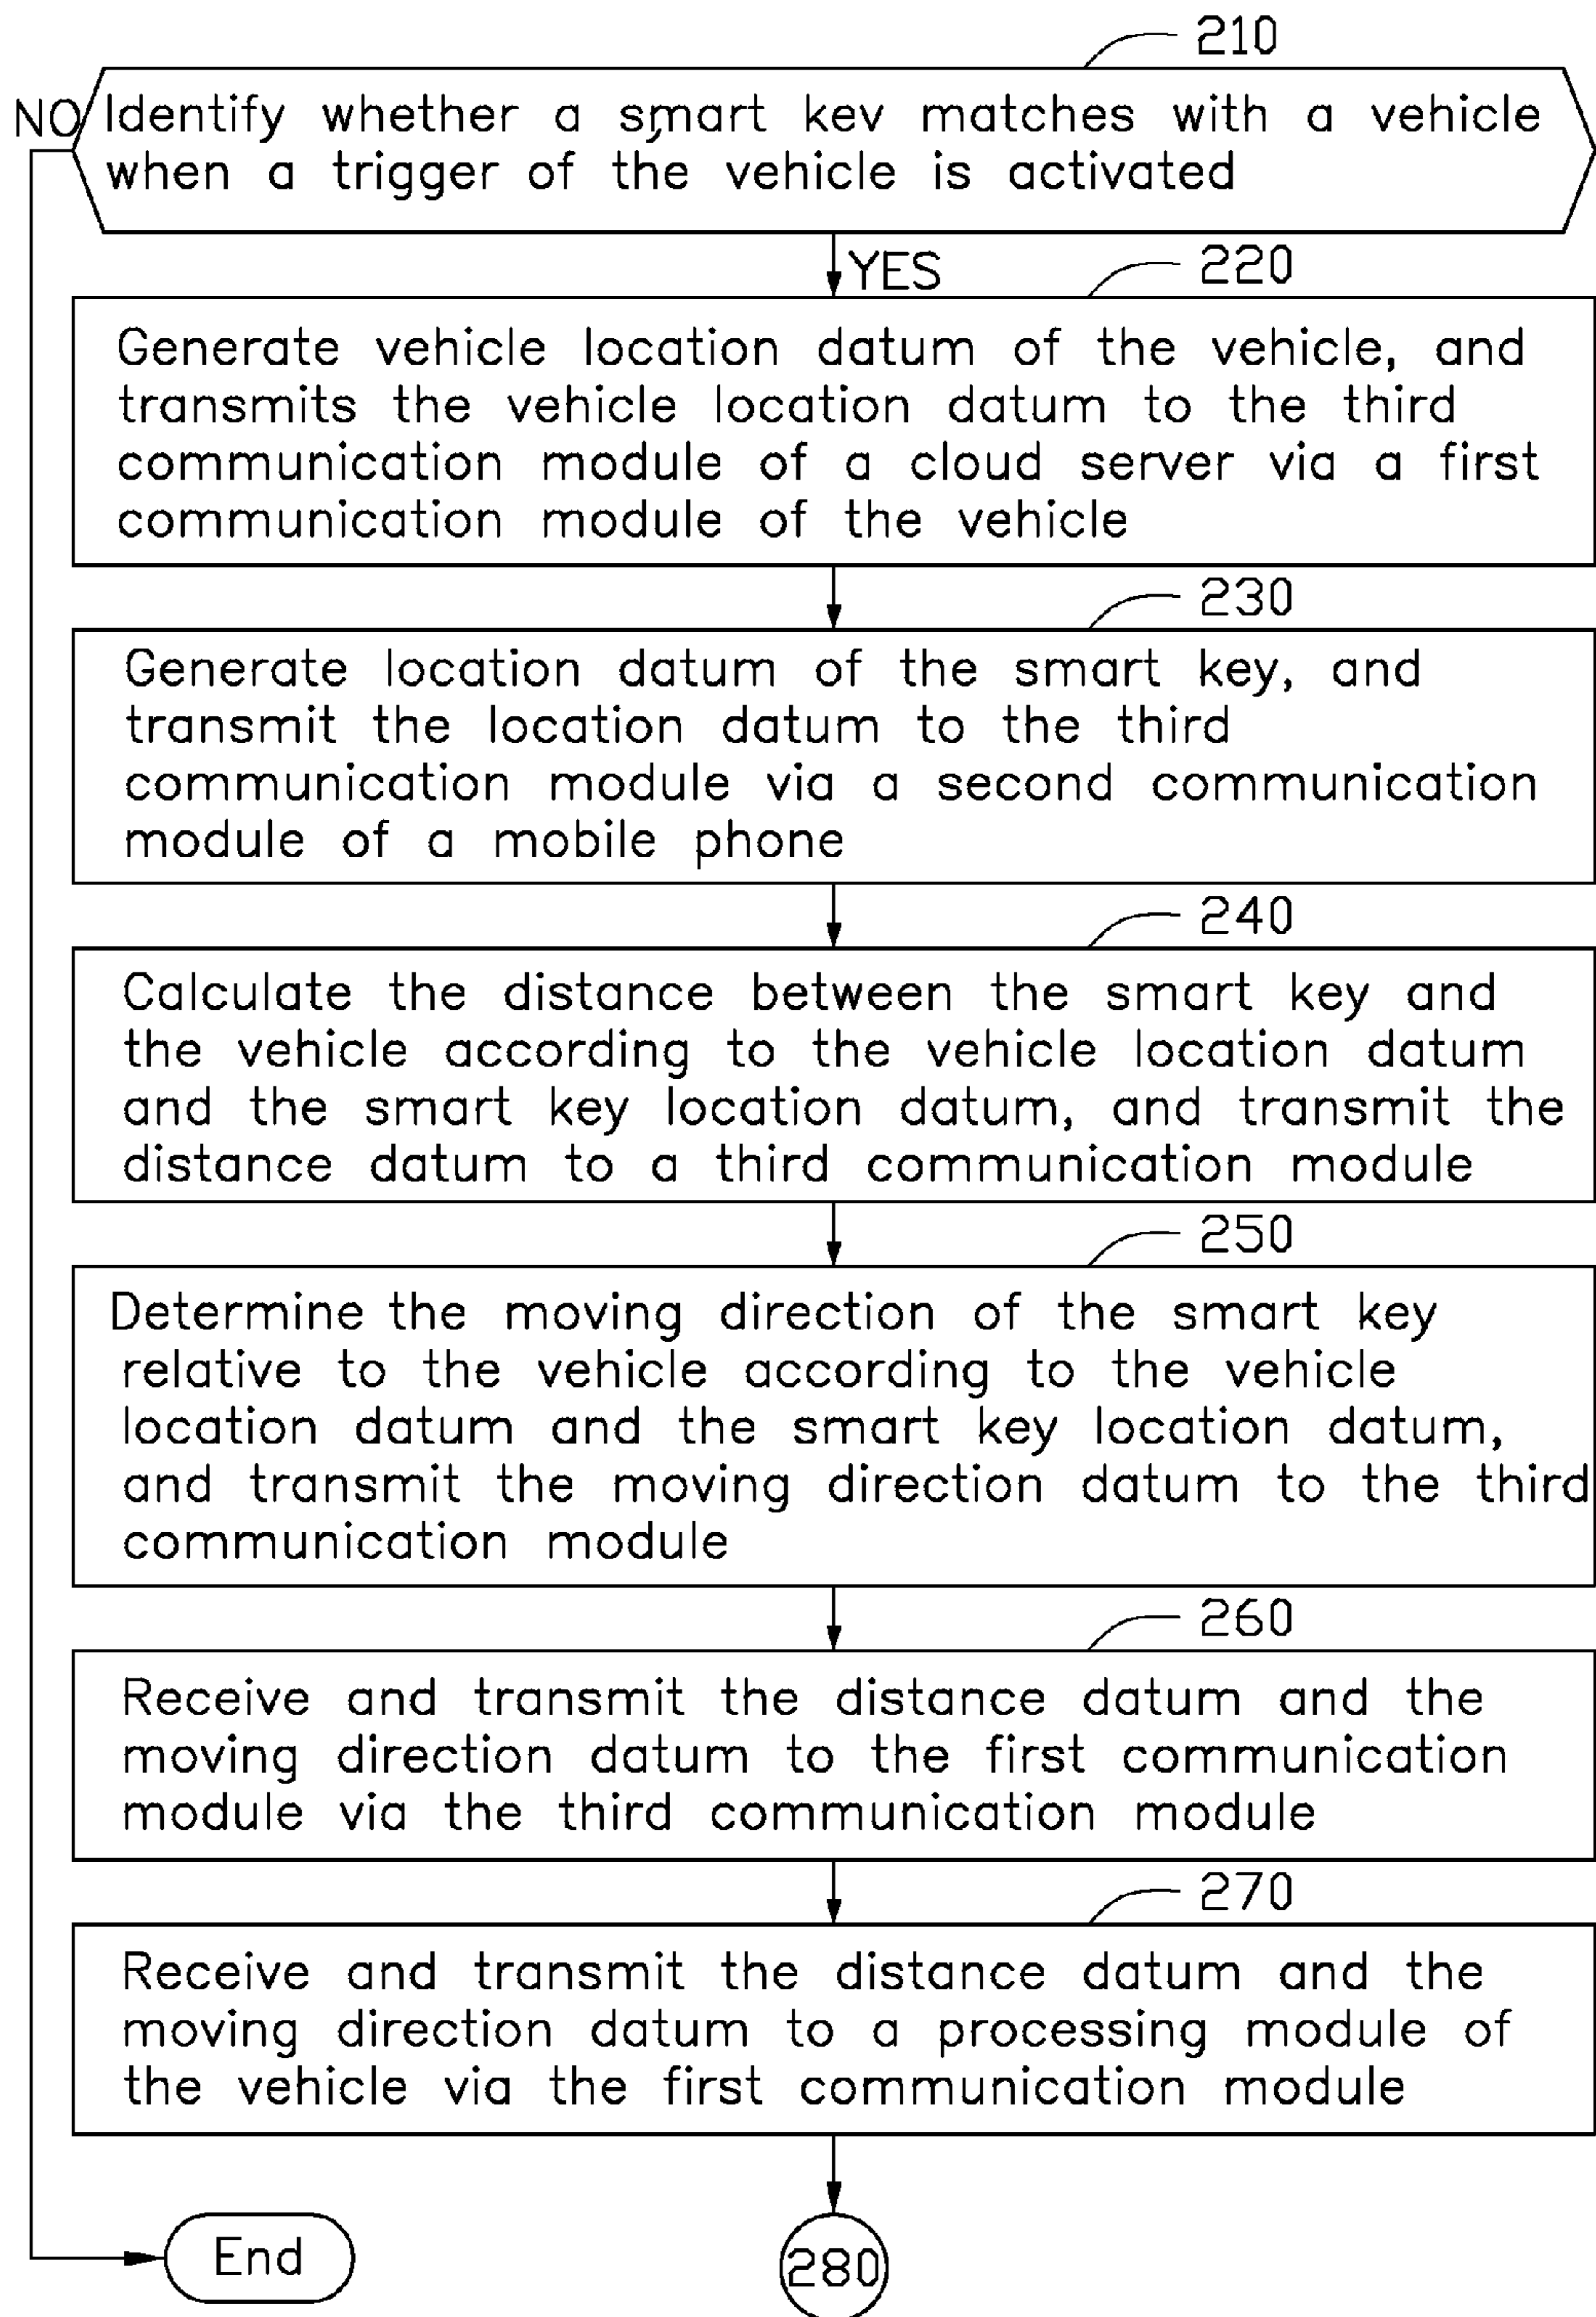 210
NO
Identify whether a smart kev matches with a vehicle
when a trigger of the vehicle is activated
YES
220
Generate vehicle location datum of the vehicle, and
transmits the vehicle location datum to the third
communication module of a cloud server via a first
communication module of the vehicle
230
Generate location datum of the smart key, and
transmit the location datum to the third
communication module via a second communication
module of a mobile phone
240
Calculate the distance between the smart key and
the vehicle according to the vehicle location datum
and the smart key location datum, and transmit the
distance datum to a third communication module
250
Determine the moving direction of the smart key
relative to the vehicle according to the vehicle
location datum and the smart key location datum,
and transmit the moving direction datum to the third
communication module
260
Receive and transmit the distance datum and the
moving direction datum to the first communication
module via the third communication module
270
Receive and transmit the distance datum and the
moving direction datum to a processing module of
the vehicle via the first communication module
End
280